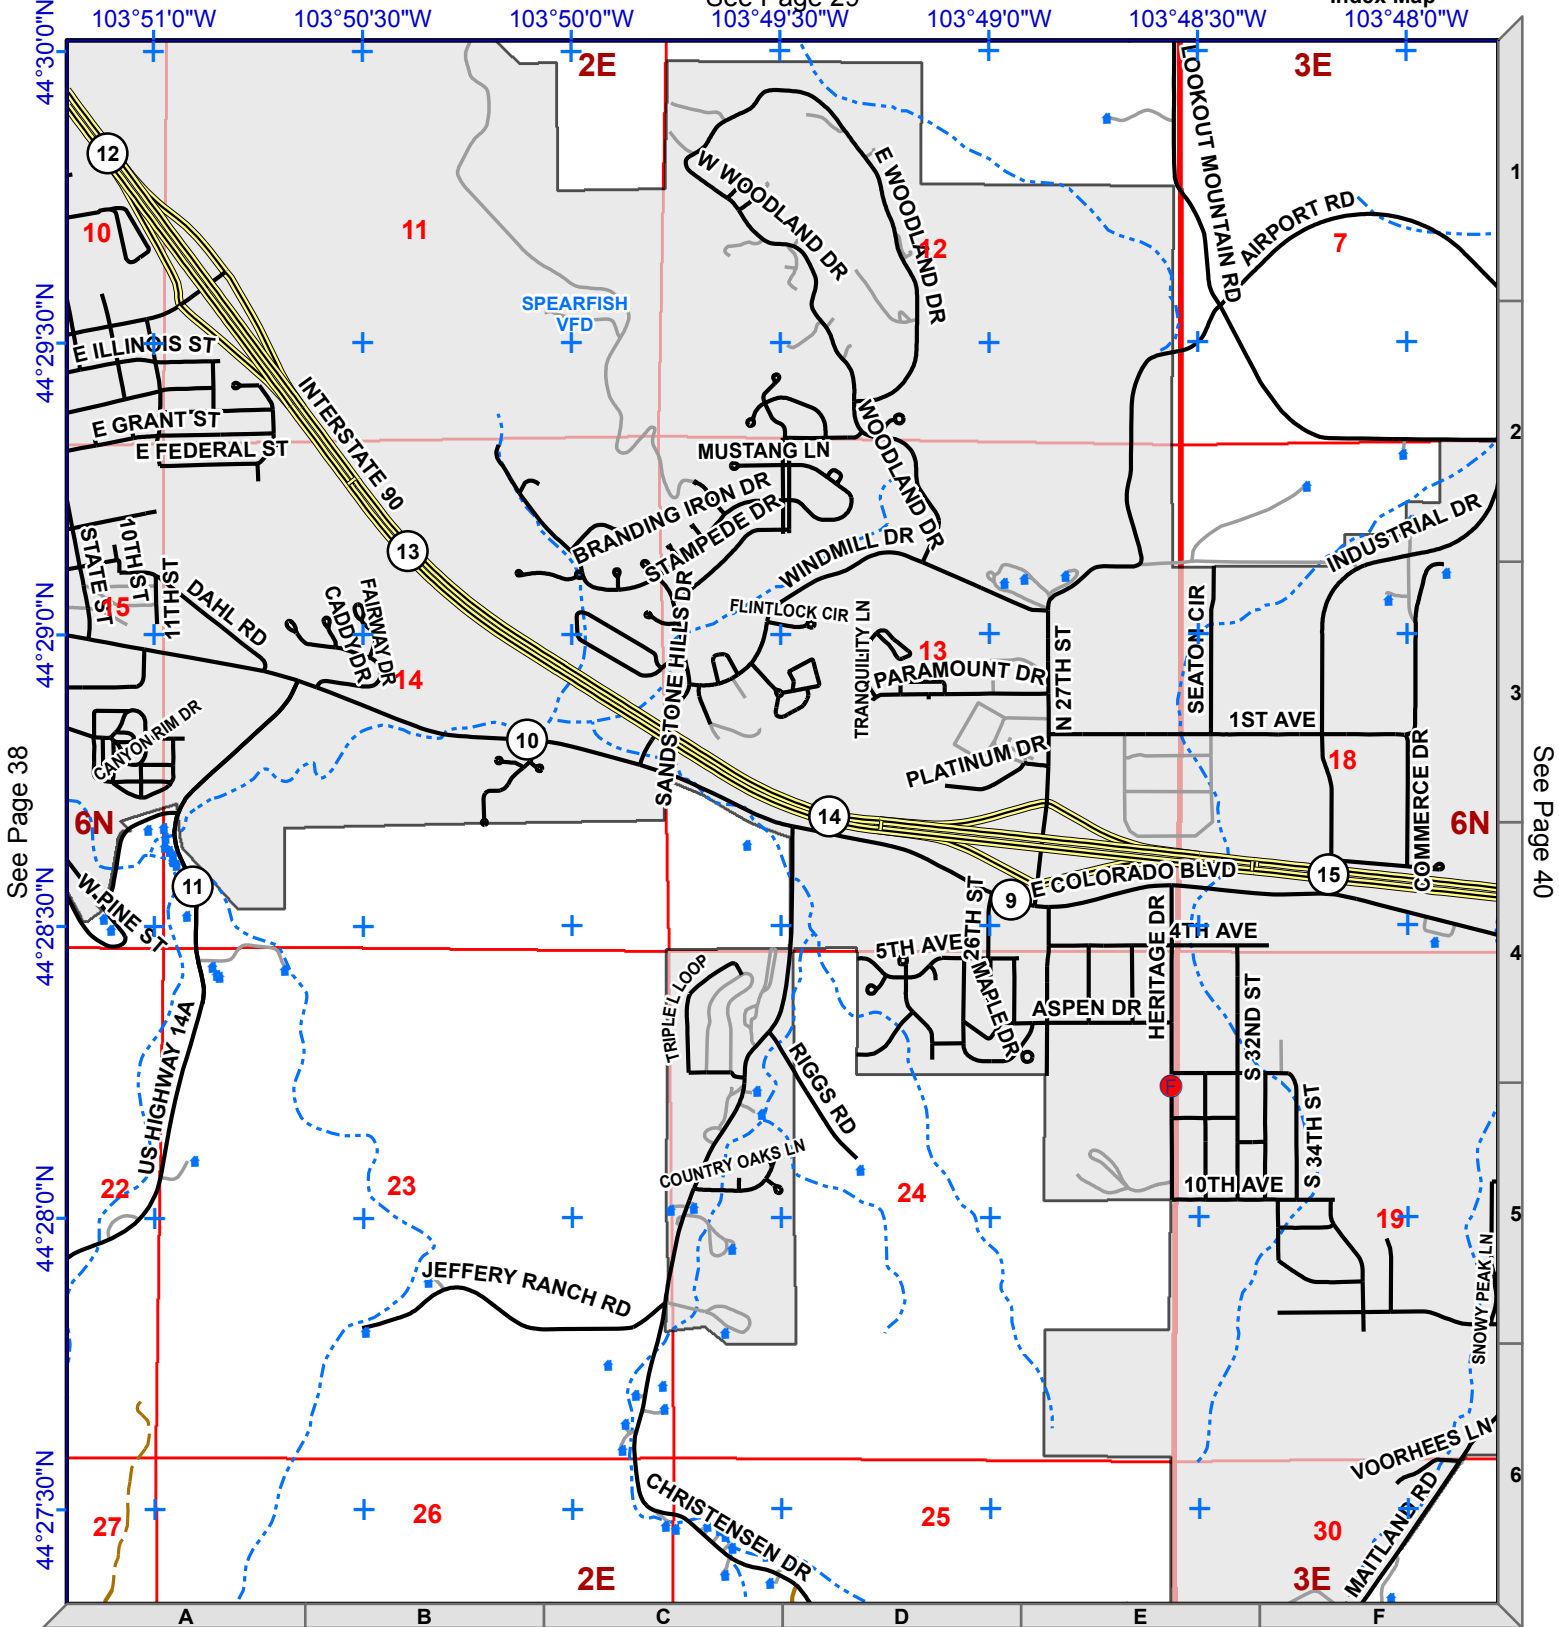 See Page 29
Index Map
103°51'0"W
103°50'30"W
103°50'0"W
103°49'30"W
103°49'0"W
103°48'30"W
103°48'0"W
44°30'0"N
2E
3E
LOOKOUT MOUNTAIN RD
12
W WOODLAND DR
E WOODLAND DR
1
AIRPORT RD
10
11
12
7
SPEARFISH
VFD
44°29'30"N
E ILLINOIS ST
INTERSTATE 90
E GRANT ST
E FEDERAL ST
WOODLAND DR
MUSTANG LN
2
BRANDING IRON DR
STAMPEDE DR
INDUSTRIAL DR
STATE ST
10TH ST
11TH ST
13
WINDMILL DR
15
DAHL RD
CADDY DR
FAIRWAY DR
FLINTLOCK CIR
TRANQUILITY LN
SEATON CIR
44°29'0"N
14
SANDSTONE HILLS DR
13
PARAMOUNT DR
N 27TH ST
3
CANYON RIM DR
10
1ST AVE
PLATINUM DR
18
COMMERCE DR
See Page 38
See Page 40
6N
14
6N
W PINE ST
11
26TH ST
9
E COLORADO BLVD
15
44°28'30"N
HERITAGE DR
4TH AVE
5TH AVE
4
TRIPLE L LOOP
MAPLE DR
ASPEN DR
S 32ND ST
US HIGHWAY 14A
RIGGS RD
F
S 34TH ST
COUNTRY OAKS LN
22
23
24
10TH AVE
19
5
44°28'0"N
JEFFERY RANCH RD
SNOWY PEAK LN
VOORHEES LN
6
44°27'30"N
CHRISTENSEN DR
27
26
25
30
MAITLAND RD
2E
3E
A
B
C
D
E
F